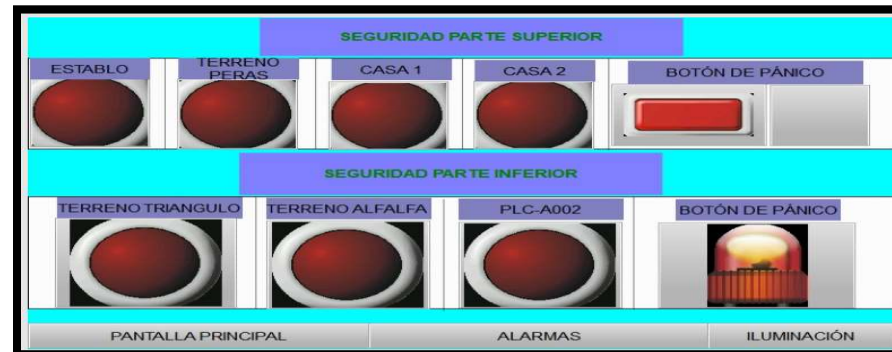 SEGURIDAD PARTE SUPERIOR
ESTABLO
TERRENO
PERAS
CASA 1
CASA 2
BOTÓN DE PÁNICO
SEGURIDAD PARTE INFERIOR
TERRENO TRIANGULO
TERRENO ALFALFA
PLC-A002
BOTÓN DE PÁNICO
PANTALLA PRINCIPAL
ALARMAS
ILUMINACIÓN